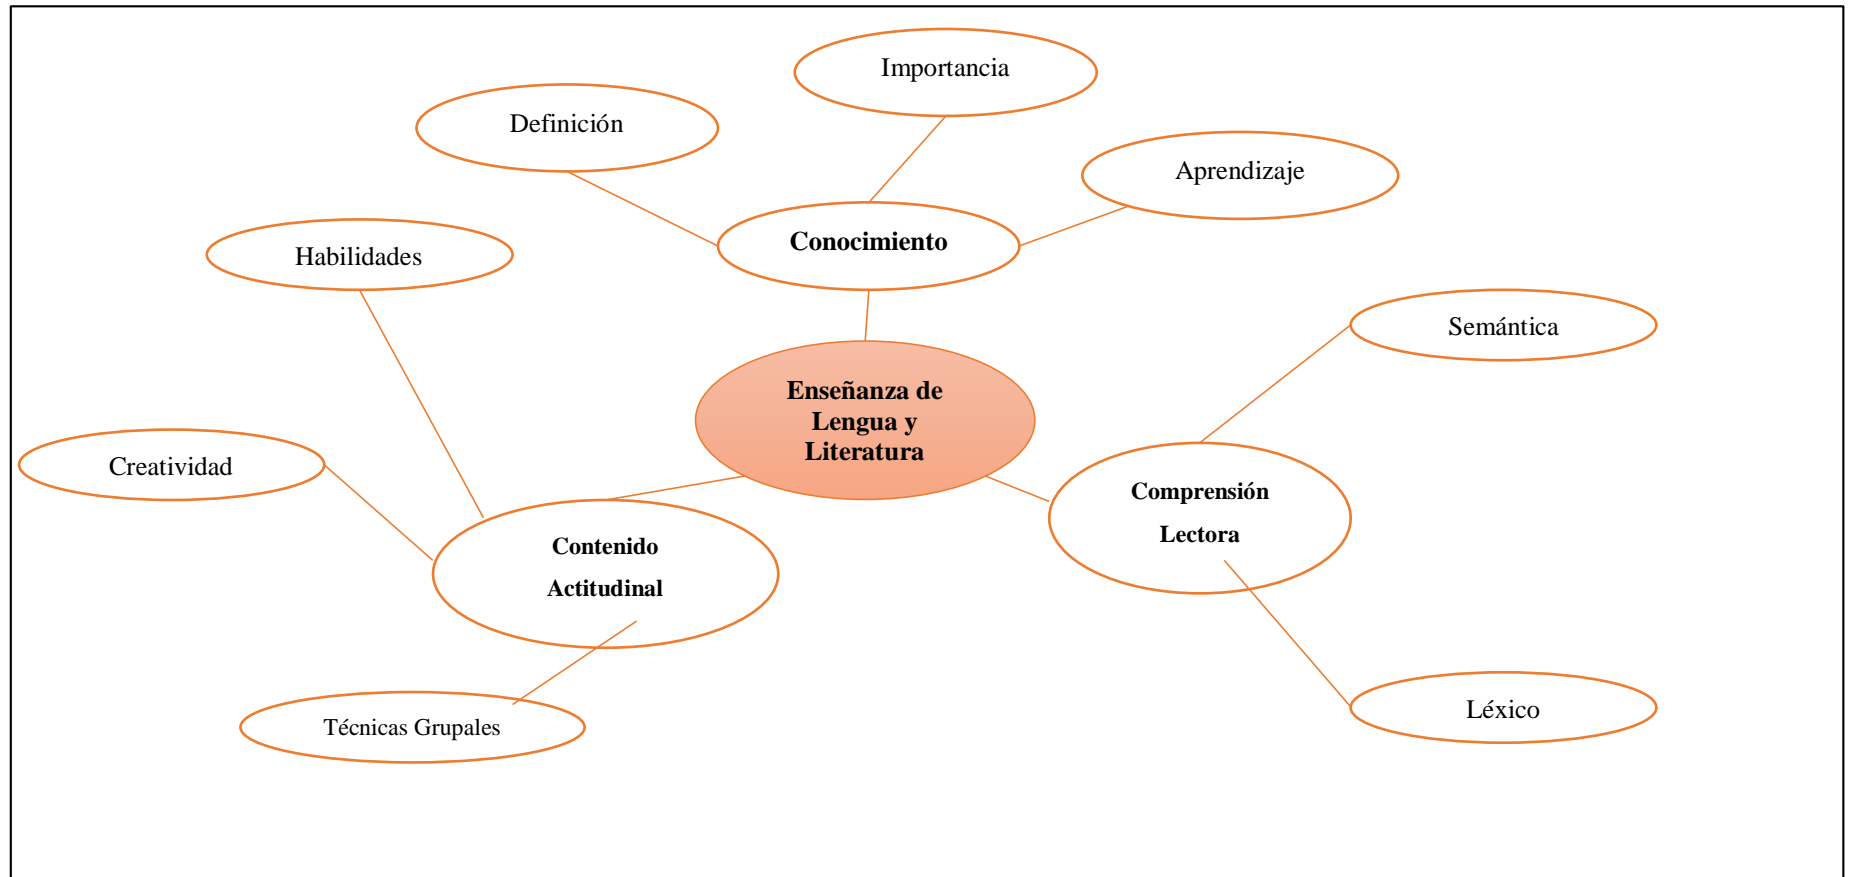 Importancia
Definición
Aprendizaje
Conocimiento
Habilidades
Semántica
Enseñanza de
Lengua y
Literatura
Creatividad
Comprensión
Lectora
Contenido
Actitudinal
Léxico
Técnicas Grupales